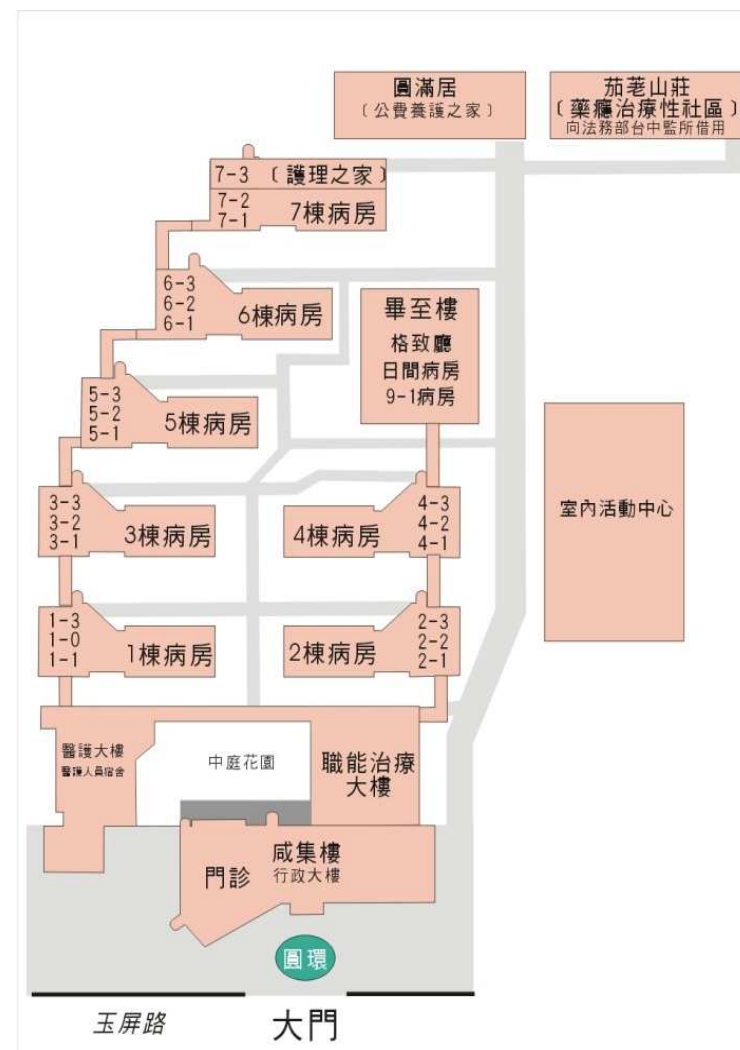 圓滿居
〔公費養護之家〕
茄荖山莊
〔藥癮治療性社區〕
向法務部台中監所借用
7-3 〔護理之家〕
7-2
7-1
7棟病房
6-3
6-2
6-1
6棟病房
畢至樓
格致廳
日間病房
9-1病房
5-3
5-2
5-1
5棟病房
3-3
3-2
3-1
3棟病房
4棟病房
4-3
4-2
4-1
室內活動中心
1-3
1-0
1-1
1棟病房
2棟病房
2-3
2-2
2-1
醫護大樓
醫護人員宿舍
中庭花園
職能治療
大樓
門診
咸集樓
行政大樓
圓環
玉屏路
大門